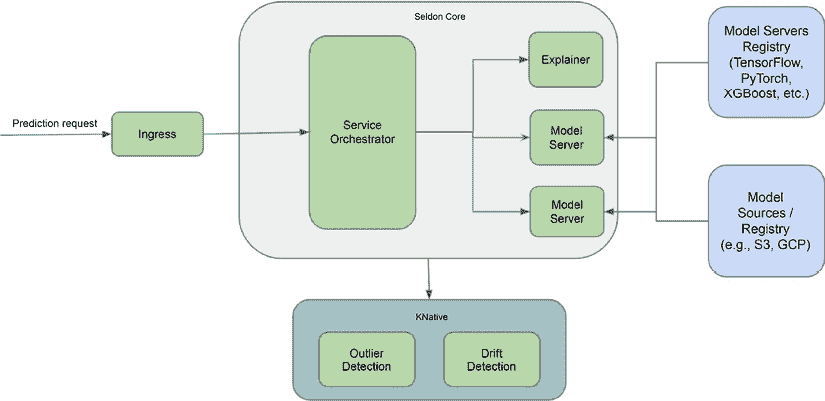 Seldon Core
Prediction request
Ingress
Service
Orchestrator
Explainer
Model
Server
Model
Server
Model Servers
Registry
(TensorFlow,
PyTorch,
XGBoost, etc.)
Model
Sources /
Registry
(e.g., S3, GCP)
KNative
Outlier
Detection
Drift
Detection